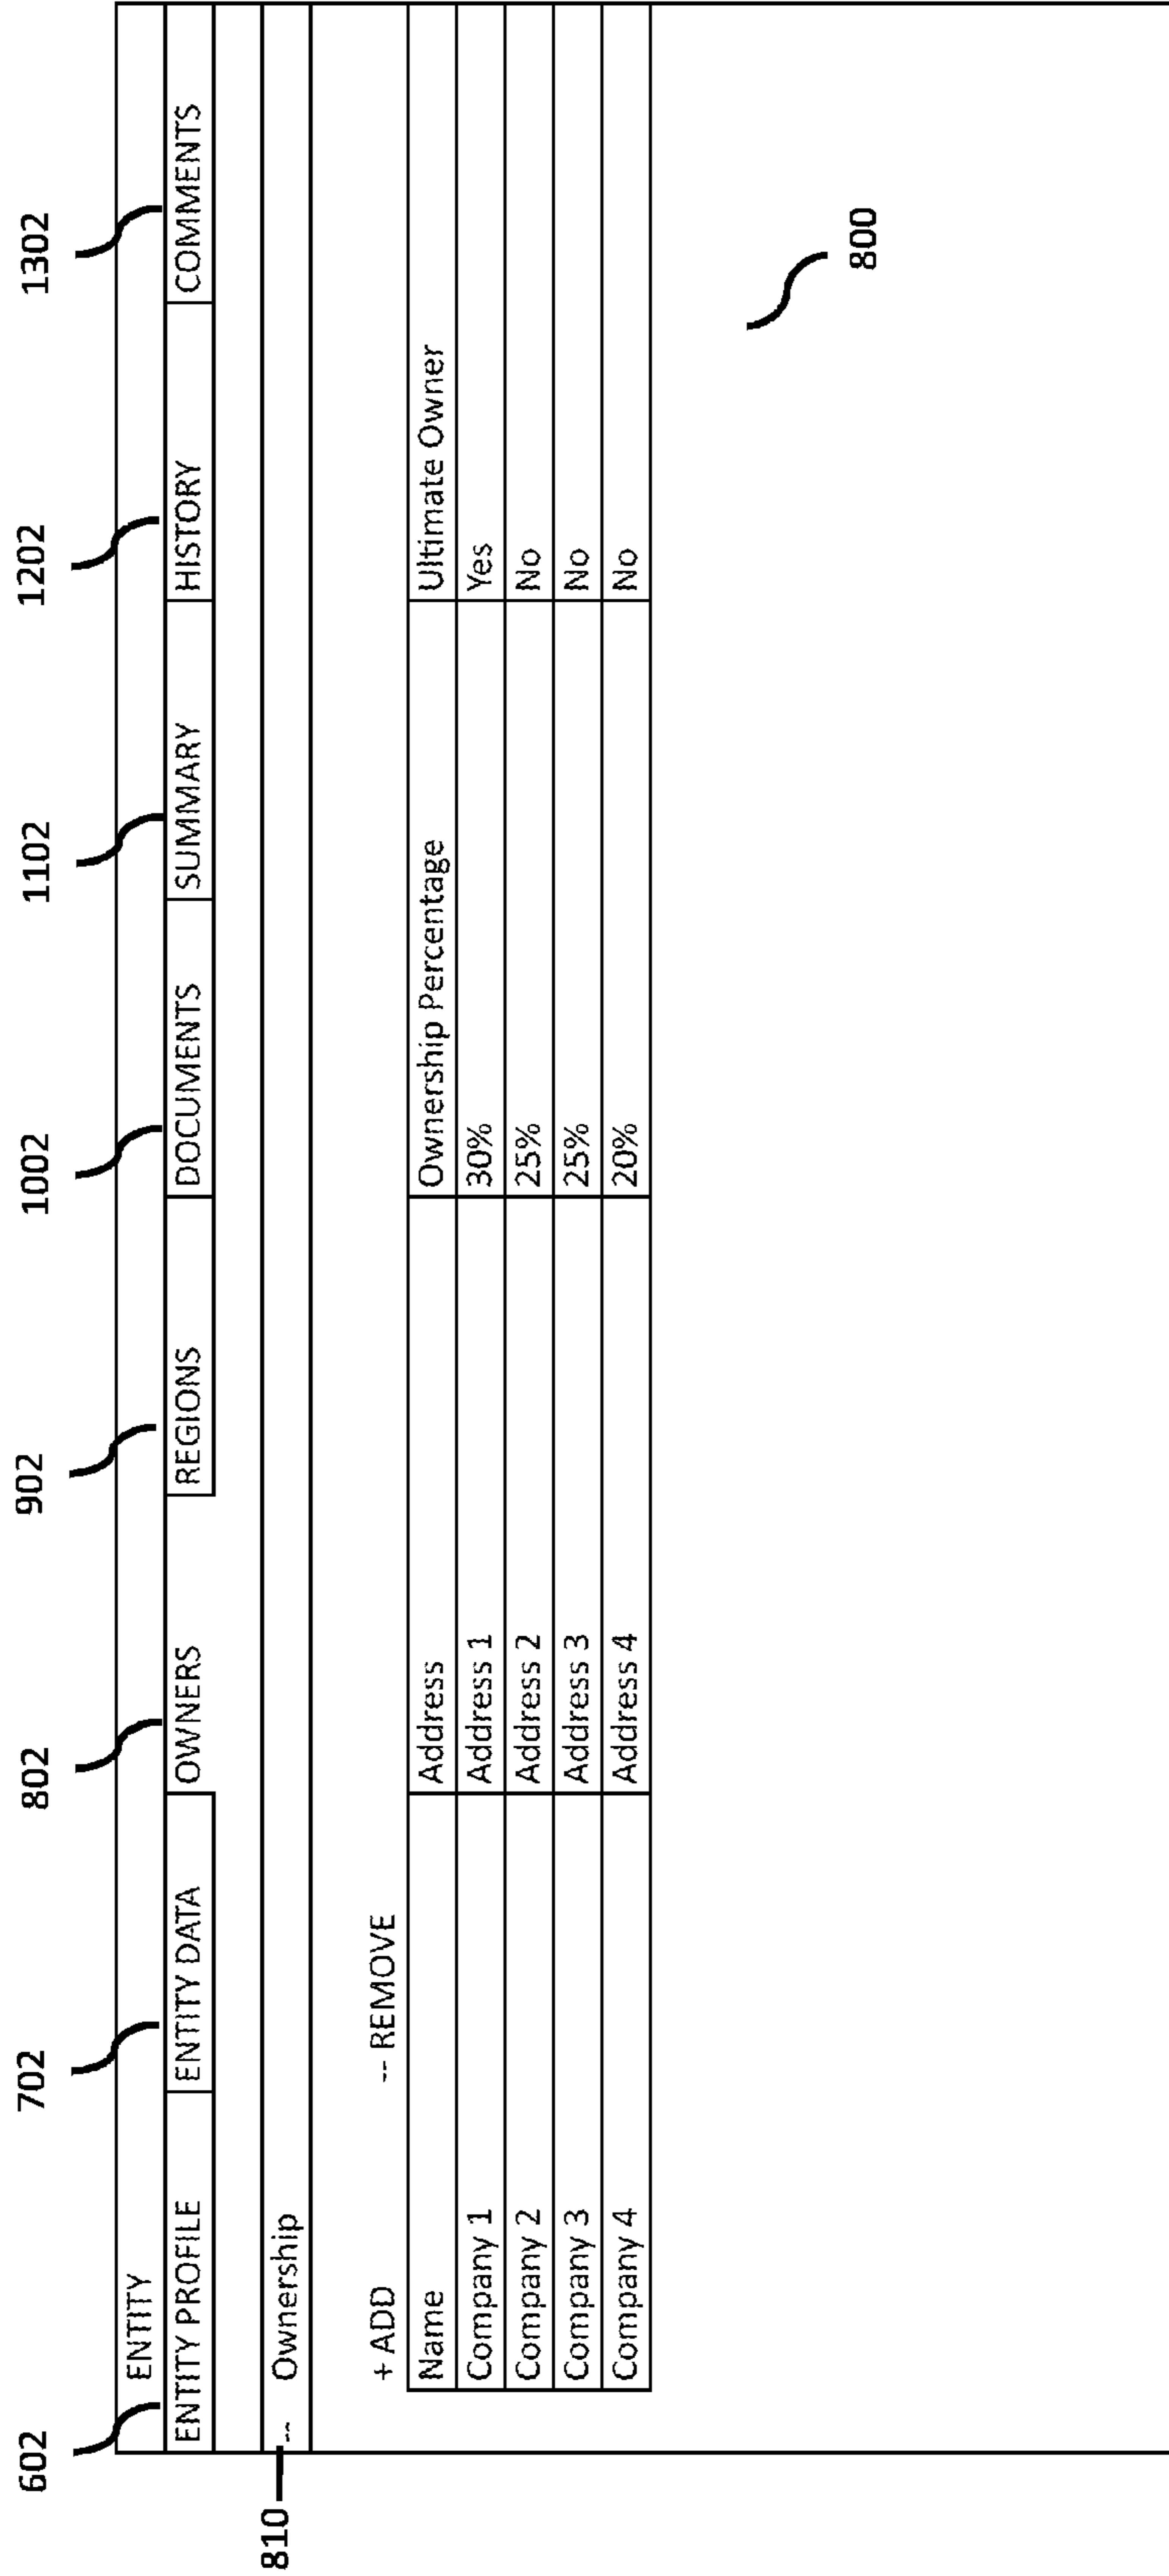 602 702 802 902 1002 1102 1202 1302
ENTITY
ENTITY PROFILE ENTITY DATA OWNERS REGIONS DOCUMENTS SUMMARY HISTORY COMMENTS
810 -- Ownership
+ ADD -- REMOVE
Name Address Ownership Percentage Ultimate Owner
Company 1 Address 1 30% Yes
Company 2 Address 2 25% No
Company 3 Address 3 25% No
Company 4 Address 4 20% No
800